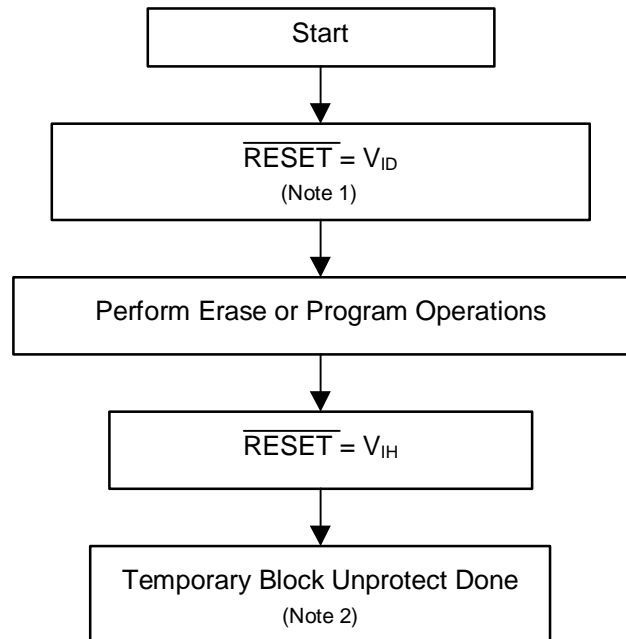 Start
RESET = VID
(Note 1)
Perform Erase or Program Operations
RESET = VIH
Temporary Block Unprotect Done
(Note 2)